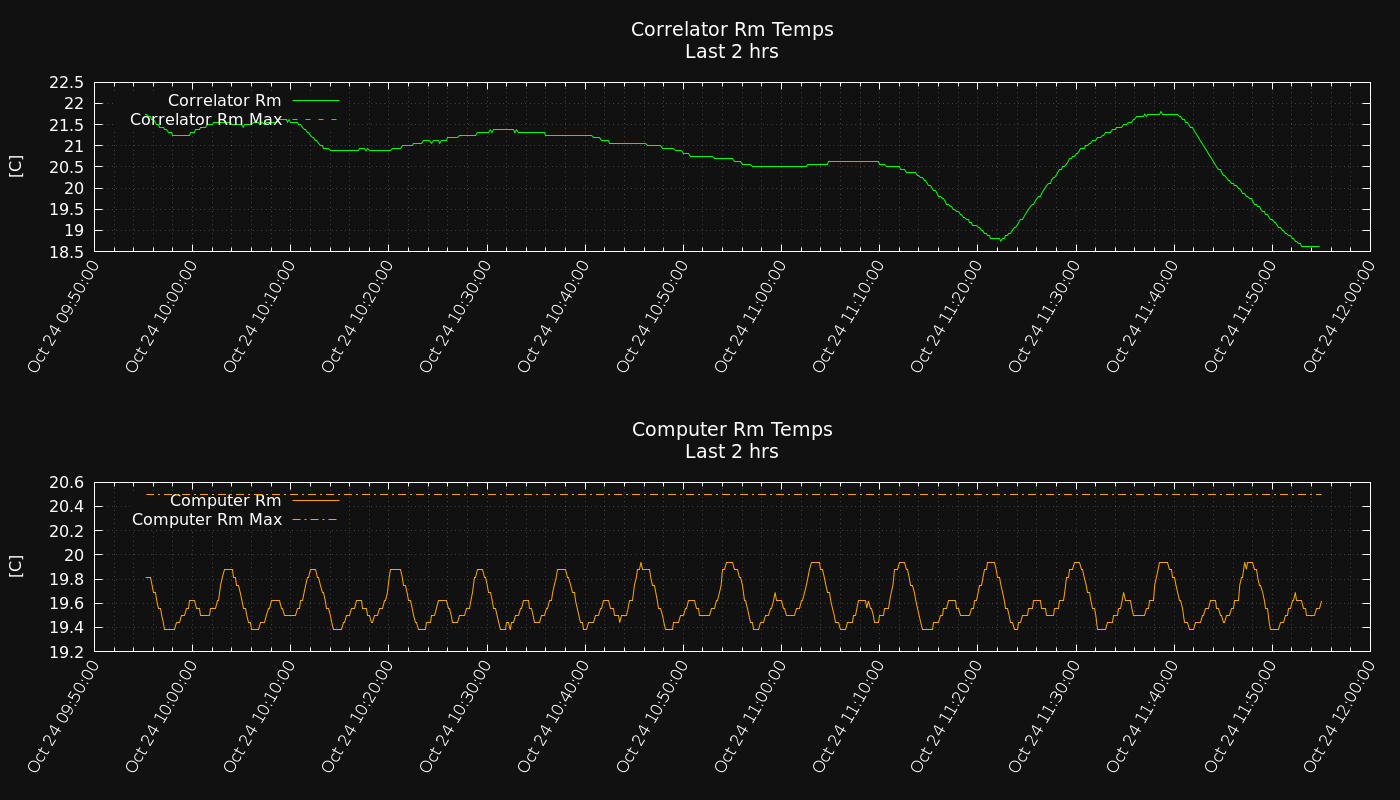 Correlator Rm Temps
Last 2 hrs
[C]
22.5
22
21.5
21
20.5
20
19.5
19
18.5
Correlator Rm
Correlator Rm Max
Oct 24 09:50:00
Oct 24 10:00:00
Oct 24 10:10:00
Oct 24 10:20:00
Oct 24 10:30:00
Oct 24 10:40:00
Oct 24 10:50:00
Oct 24 11:00:00
Oct 24 11:10:00
Oct 24 11:20:00
Oct 24 11:30:00
Oct 24 11:40:00
Oct 24 11:50:00
Oct 24 12:00:00
Computer Rm Temps
Last 2 hrs
[C]
20.6
20.4
20.2
20
19.8
19.6
19.4
19.2
Computer Rm
Computer Rm Max
Oct 24 09:50:00
Oct 24 10:00:00
Oct 24 10:10:00
Oct 24 10:20:00
Oct 24 10:30:00
Oct 24 10:40:00
Oct 24 10:50:00
Oct 24 11:00:00
Oct 24 11:10:00
Oct 24 11:20:00
Oct 24 11:30:00
Oct 24 11:40:00
Oct 24 11:50:00
Oct 24 12:00:00